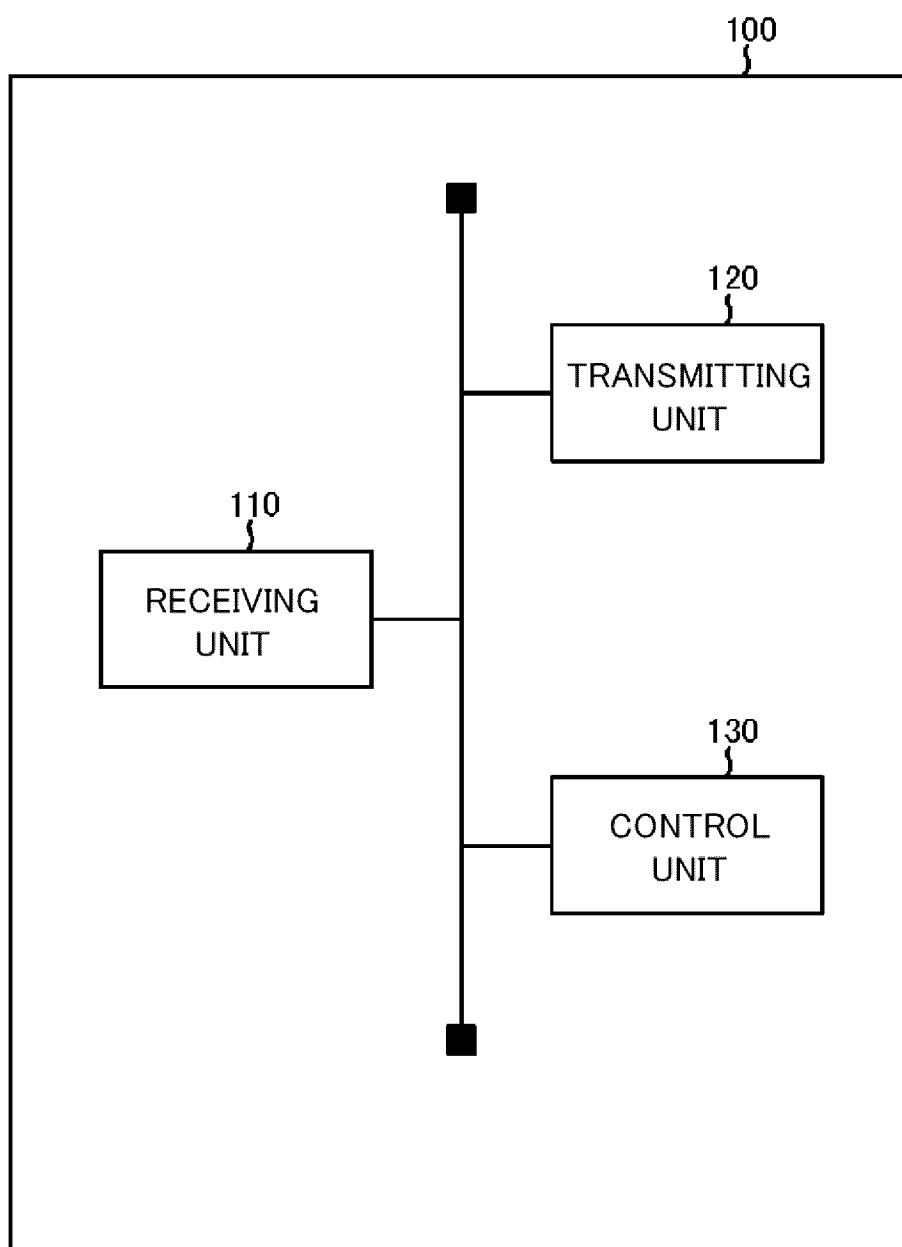 100
120
TRANSMITTING
UNIT
110
RECEIVING
UNIT
130
CONTROL
UNIT